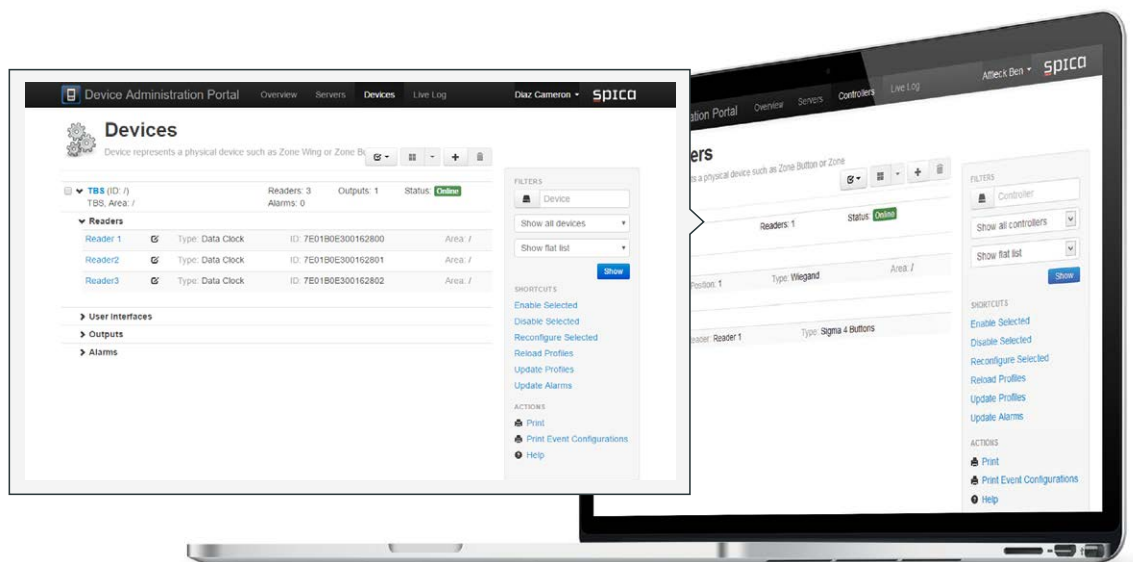 Device Administration Portal Overview Servers Devices Live Log Diaz Cameron spica
Devices
Device represents a physical device such as Zone Wing or Zone
TBS (ID: /) Readers: 3 Outputs: 1 Status: Online
TBS, Area: / Alarms: 0
Readers
Reader 1 Type: Data Clock ID: 7E01B0E300162800 Area: /
Reader2 Type: Data Clock ID: 7E01B0E300162801 Area: /
Reader3 Type: Data Clock ID: 7E01B0E300162802 Area: /
User Interfaces
Outputs
Alarms
FILTERS
Device
Show all devices
Show flat list
Show
SHORTCUTS
Enable Selected
Disable Selected
Reconfigure Selected
Reload Profiles
Update Profiles
Update Alarms
ACTIONS
Print
Print Event Configurations
Help
ation Portal Overview Servers Controllers Live Log Affleck Ben spica
ers
ts a physical device such as Zone Button or Zone
Readers: 1 Status: Online
Position: 1 Type: Wiegand Area: /
Reader: Reader 1 Type: Sigma 4 Buttons
FILTERS
Controller
Show all controllers
Show flat list
Show
SHORTCUTS
Enable Selected
Disable Selected
Reconfigure Selected
Reload Profiles
Update Profiles
Update Alarms
ACTIONS
Print
Print Event Configurations
Help